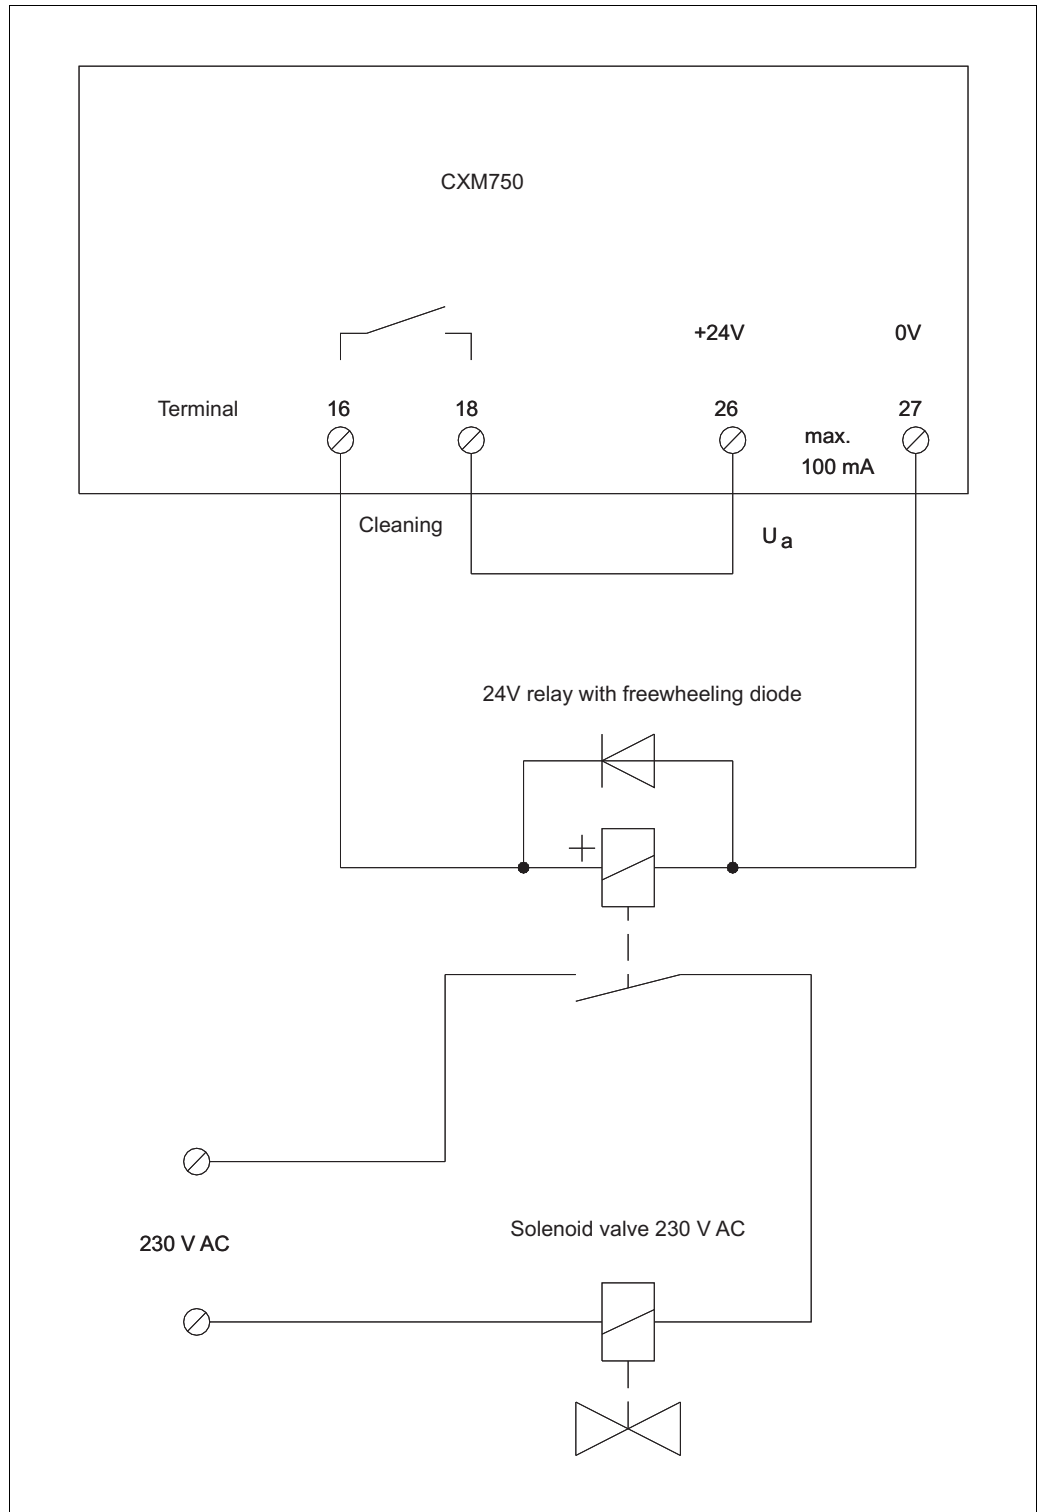 CXM750
+24V 0V
Terminal 16 18 26 27
max.
100 mA
Cleaning
Ua
24V relay with freewheeling diode
+
Solenoid valve 230 V AC
230 V AC